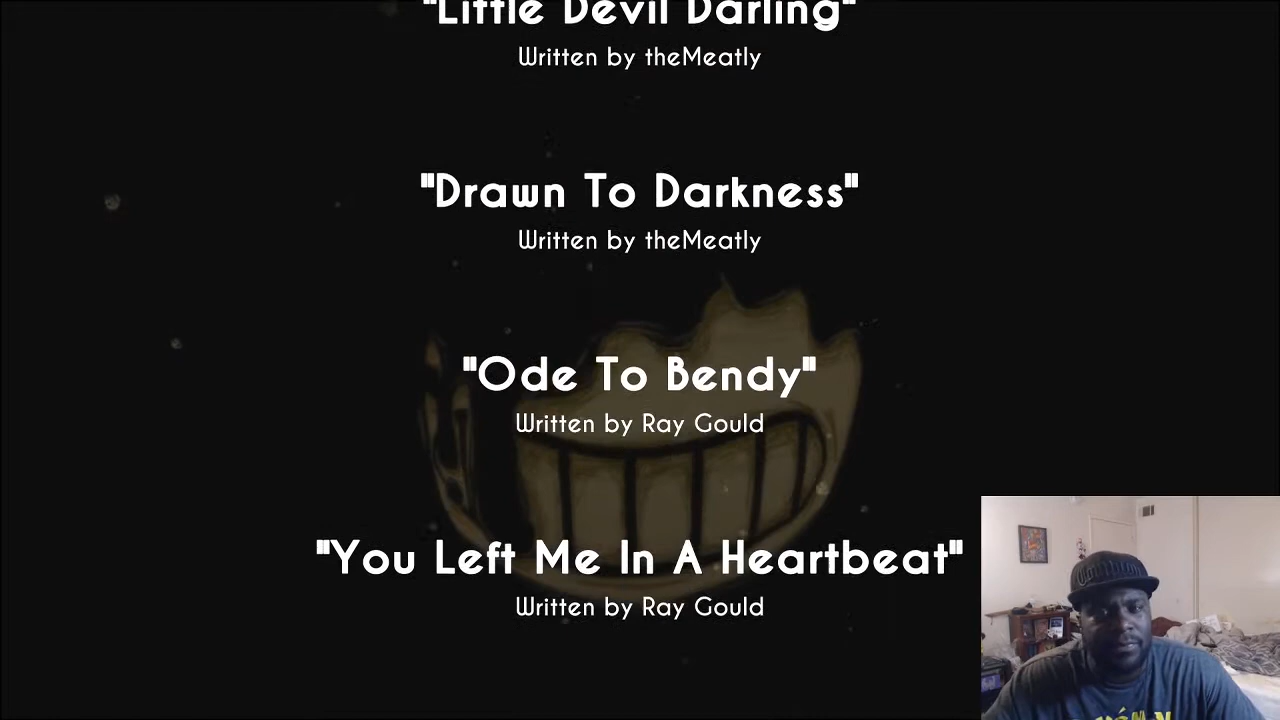 "Little Devil Darling"
Written by theMeatly
"Drawn To Darkness"
Written by theMeatly
"Ode To Bendy"
Written by Ray Gould
"You Left Me In A Heartbeat"
Written by Ray Gould